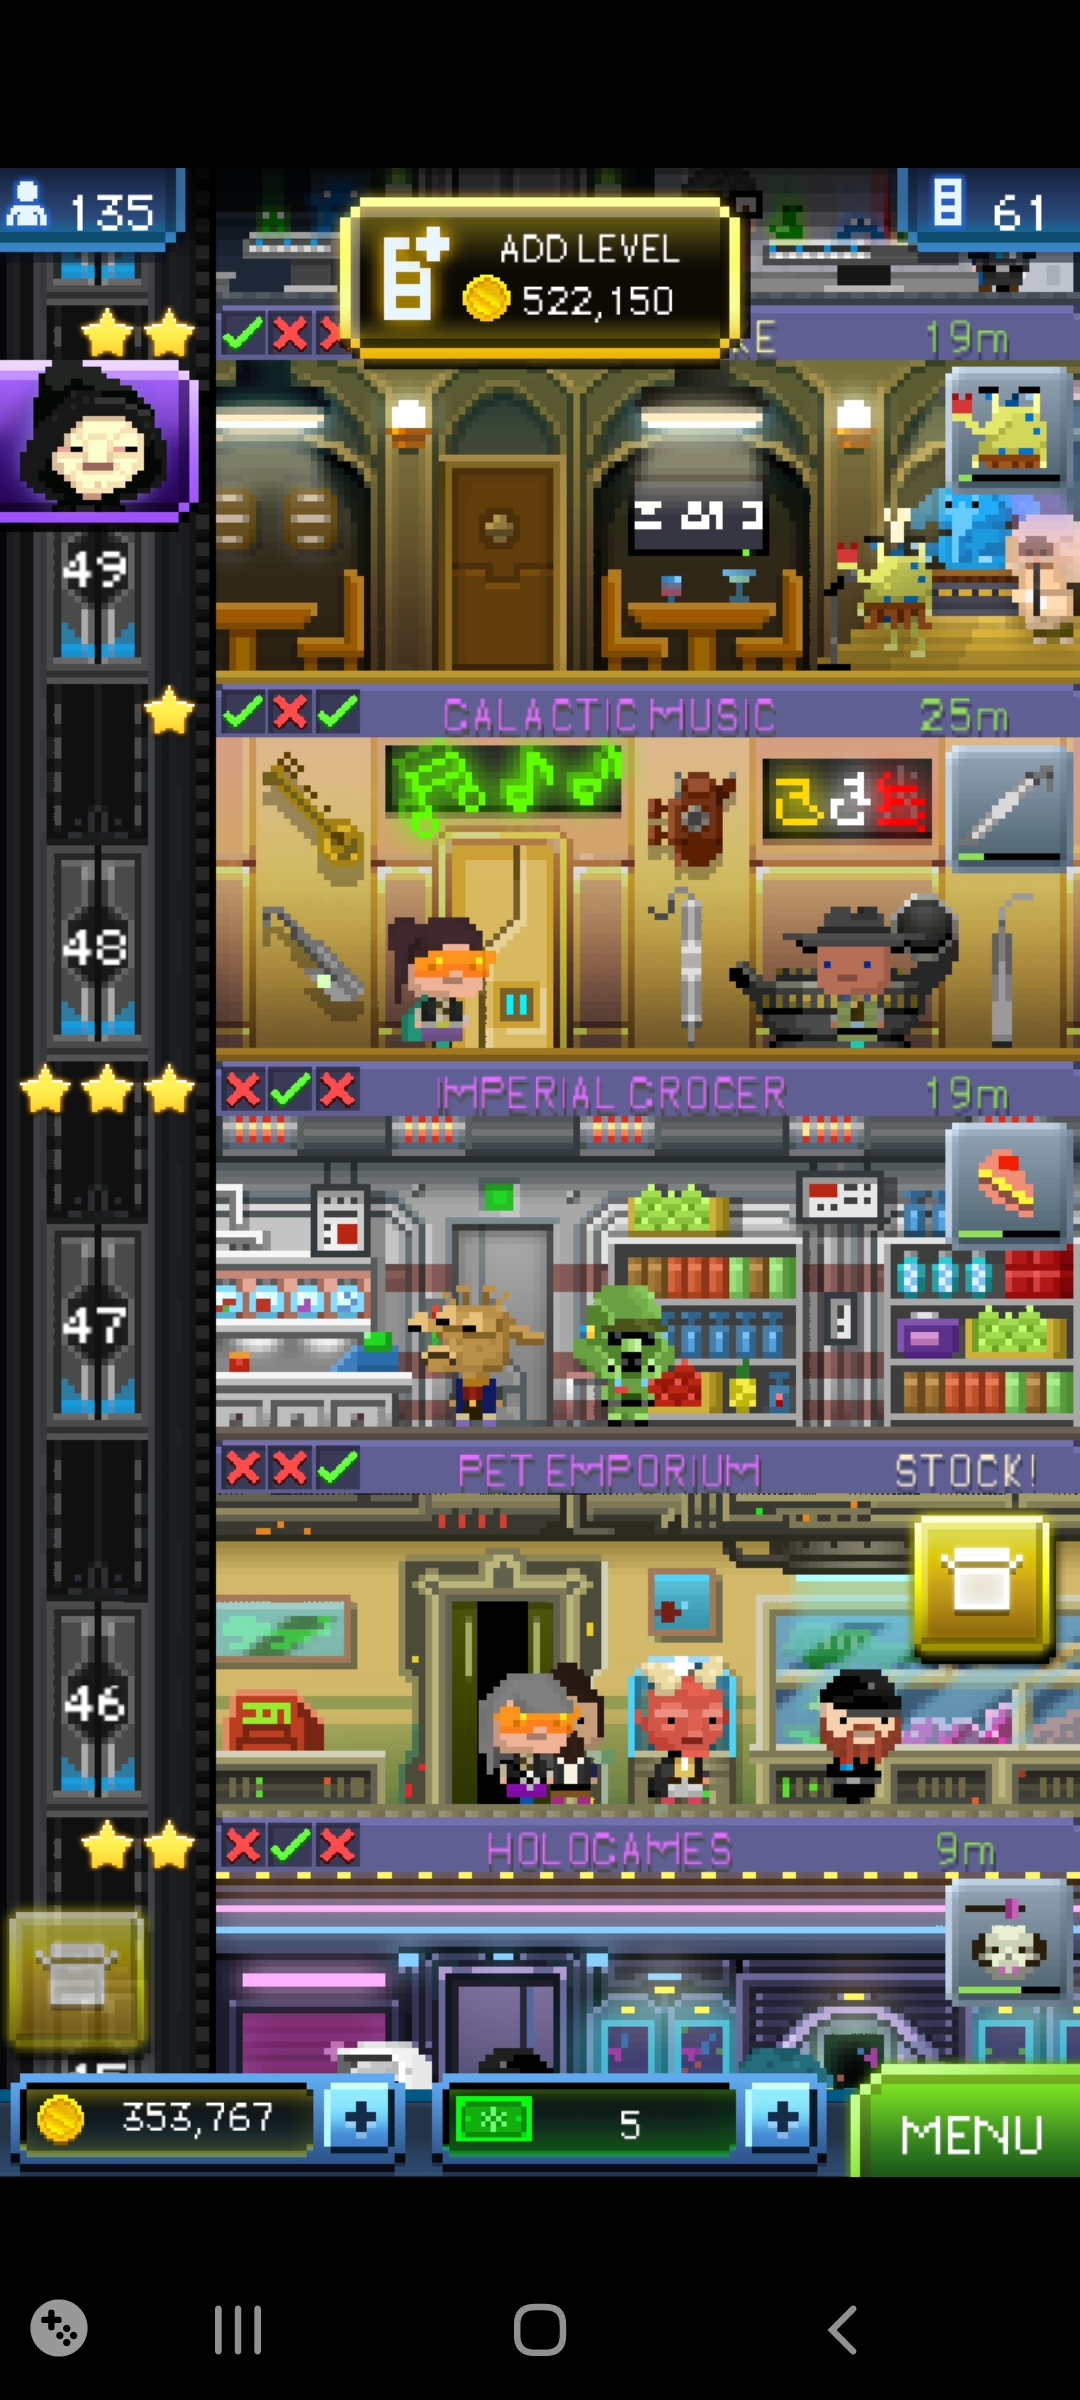 135
ADD LEVEL
522,150
61
KE 19m
49
GALACTIC MUSIC 25m
48
IMPERIAL GROCER 19m
47
PET EMPORIUM STOCK!
46
HOLOGAMES 9m
353,767
5
MENU